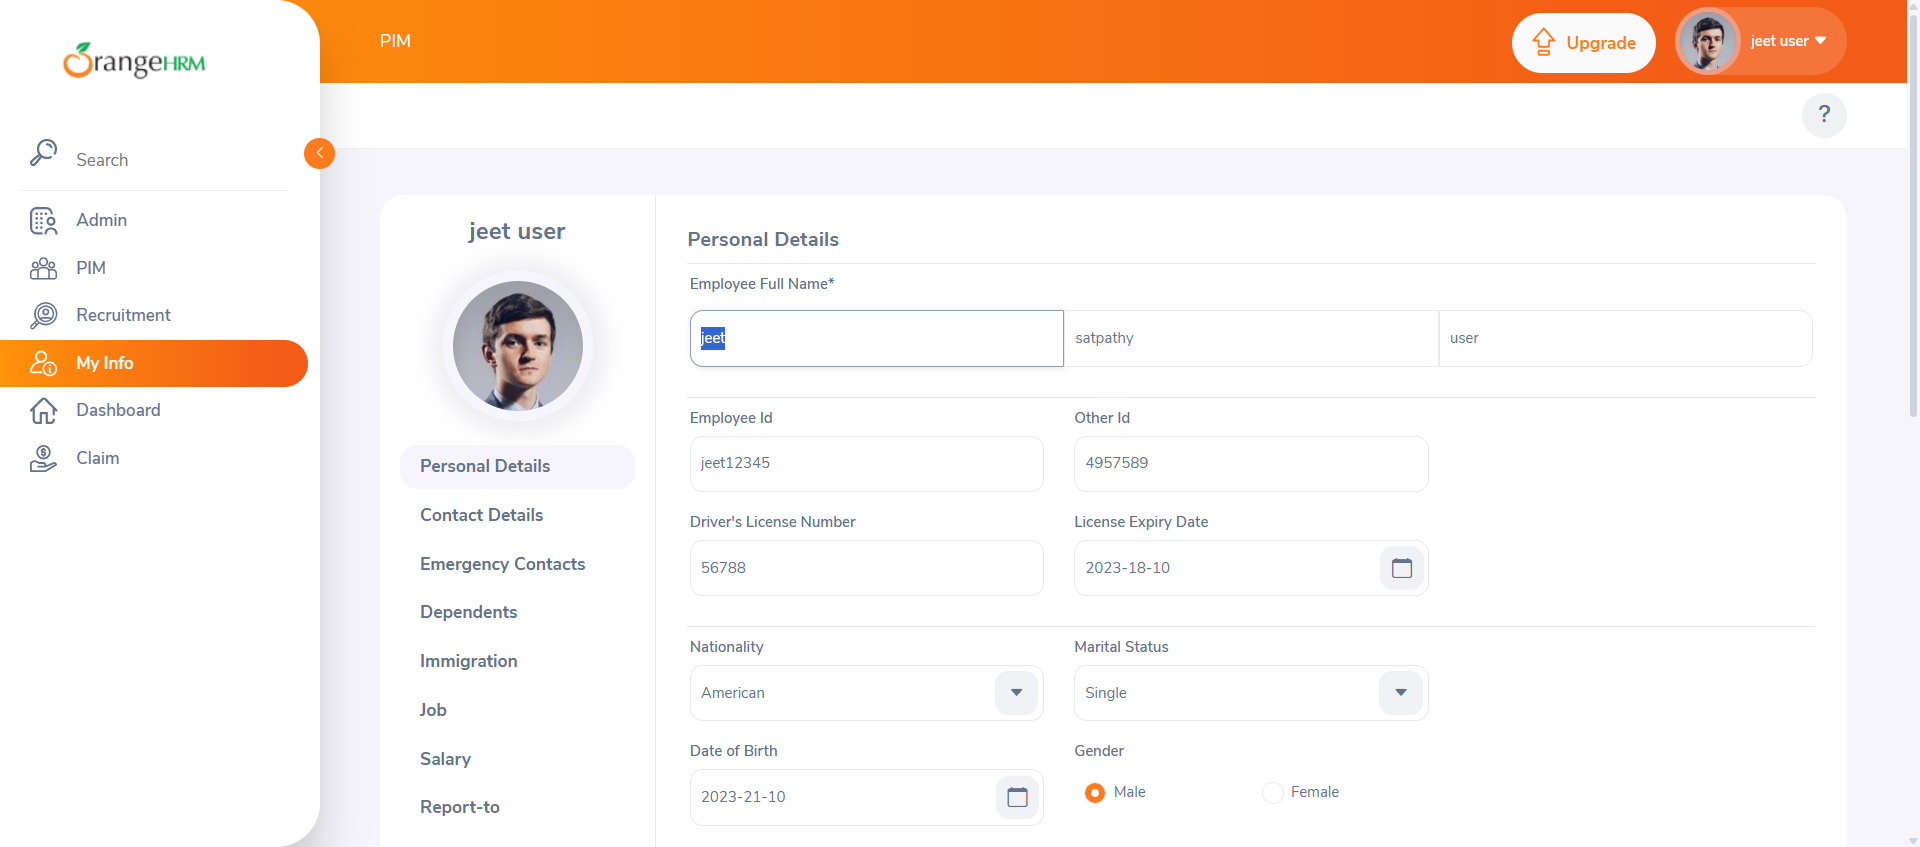 OrangeHRM
PIM
Upgrade
jeet user
?
Search
Admin
PIM
Recruitment
My Info
Dashboard
Claim
jeet user
Personal Details
Contact Details
Emergency Contacts
Dependents
Immigration
Job
Salary
Report-to
Personal Details
Employee Full Name*
jeet satpathy user
Employee Id Other Id
jeet12345 4957589
Driver's License Number License Expiry Date
56788 2023-18-10
Nationality Marital Status
American Single
Date of Birth Gender
2023-21-10 Male Female